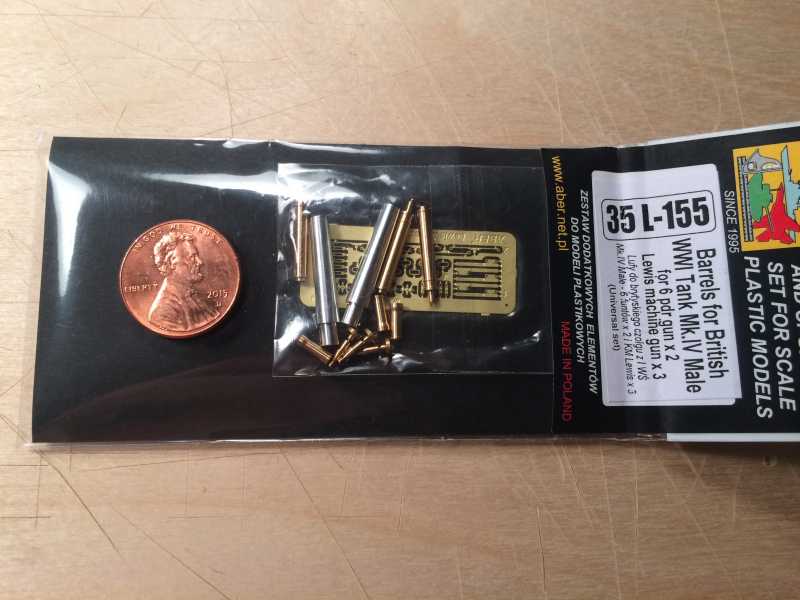 IN GOD WE TRUST
LIBERTY
2015
D
ABER
www.aber.net.pl
ZESTAW DODATKOWYCH ELEMENTÓW
DO MODELI PLASTIKOWYCH
MADE IN POLAND
35 L-155
Barrels for British
WWI Tank Mk.IV Male
for 6 pdr gun x 2
Lewis machine gun x 3
Lufy do brytyjskiego czołgu z I WŚ
Mk.IV Male - 6 funtów x 2 i KM Lewis x 3
(Universal set)
SINCE 1995
SET FOR SCALE
PLASTIC MODELS